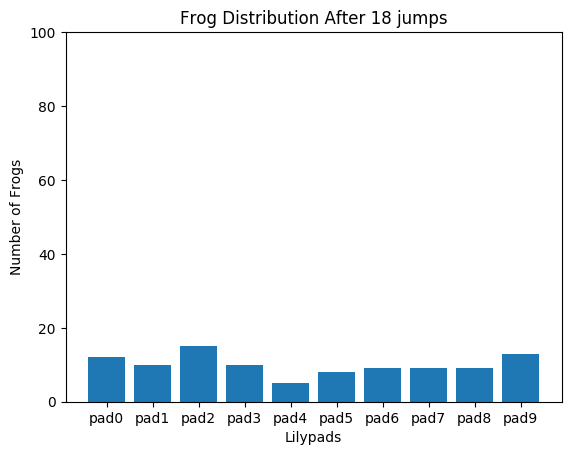 Frog Distribution After 18 jumps
100
80
60
40
20
0
Number of Frogs
pad0 pad1 pad2 pad3 pad4 pad5 pad6 pad7 pad8 pad9
Lilypads